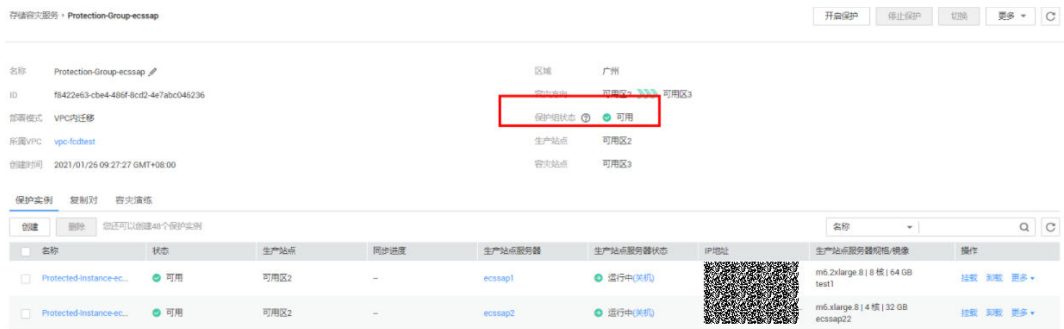 存储容灾服务 › Protection-Group-ecssap
开启保护 停止保护 切换 更多
名称 Protection-Group-ecssap 区域 广州
ID f8422e63-cbe4-486f-8cd2-4e7abc046236 容灾方向 可用区2 可用区3
部署模式 VPC内迁移 保护组状态 ? 可用
所属VPC vpc-fcdtest 生产站点 可用区2
创建时间 2021/01/26 09:27:27 GMT+08:00 容灾站点 可用区3
保护实例 复制对 容灾演练
创建 删除 您还可以创建48个保护实例 名称
名称 状态 生产站点 同步进度 生产站点服务器 生产站点服务器状态 IP地址 生产站点服务器规格/镜像 操作
Protected-Instance-ec... 可用 可用区2 -- ecssap1 运行中(关机) m6.2xlarge.8 | 8 核 | 64 GB 挂载 卸载 更多
test1
Protected-Instance-ec... 可用 可用区2 -- ecssap2 运行中(关机) m6.xlarge.8 | 4 核 | 32 GB 挂载 卸载 更多
ecssap22